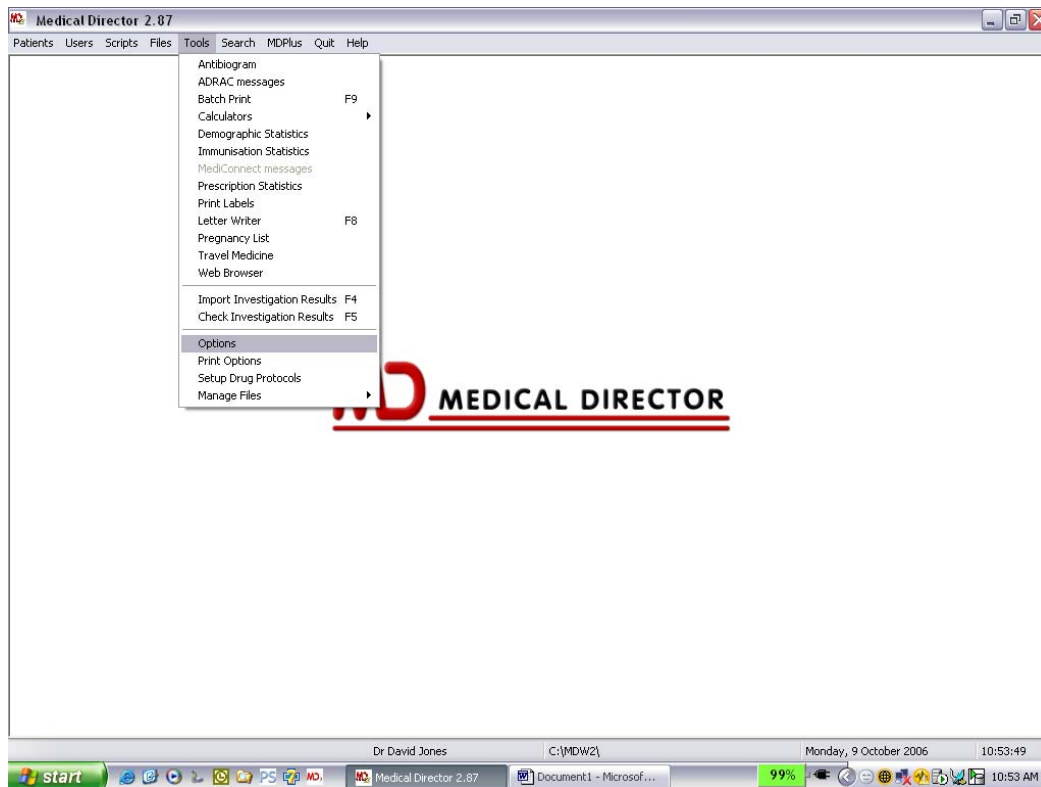 Medical Director 2.87
Patients Users Scripts Files Tools Search MDPlus Quit Help
Antibiogram
ADRAC messages
Batch Print F9
Calculators
Demographic Statistics
Immunisation Statistics
MediConnect messages
Prescription Statistics
Print Labels
Letter Writer F8
Pregnancy List
Travel Medicine
Web Browser
Import Investigation Results F4
Check Investigation Results F5
Options
Print Options
Setup Drug Protocols
Manage Files
MEDICAL DIRECTOR
Dr David Jones C:\MDW2\ Monday, 9 October 2006 10:53:49
start Medical Director 2.87 Document1 - Microsof... 99% 10:53 AM